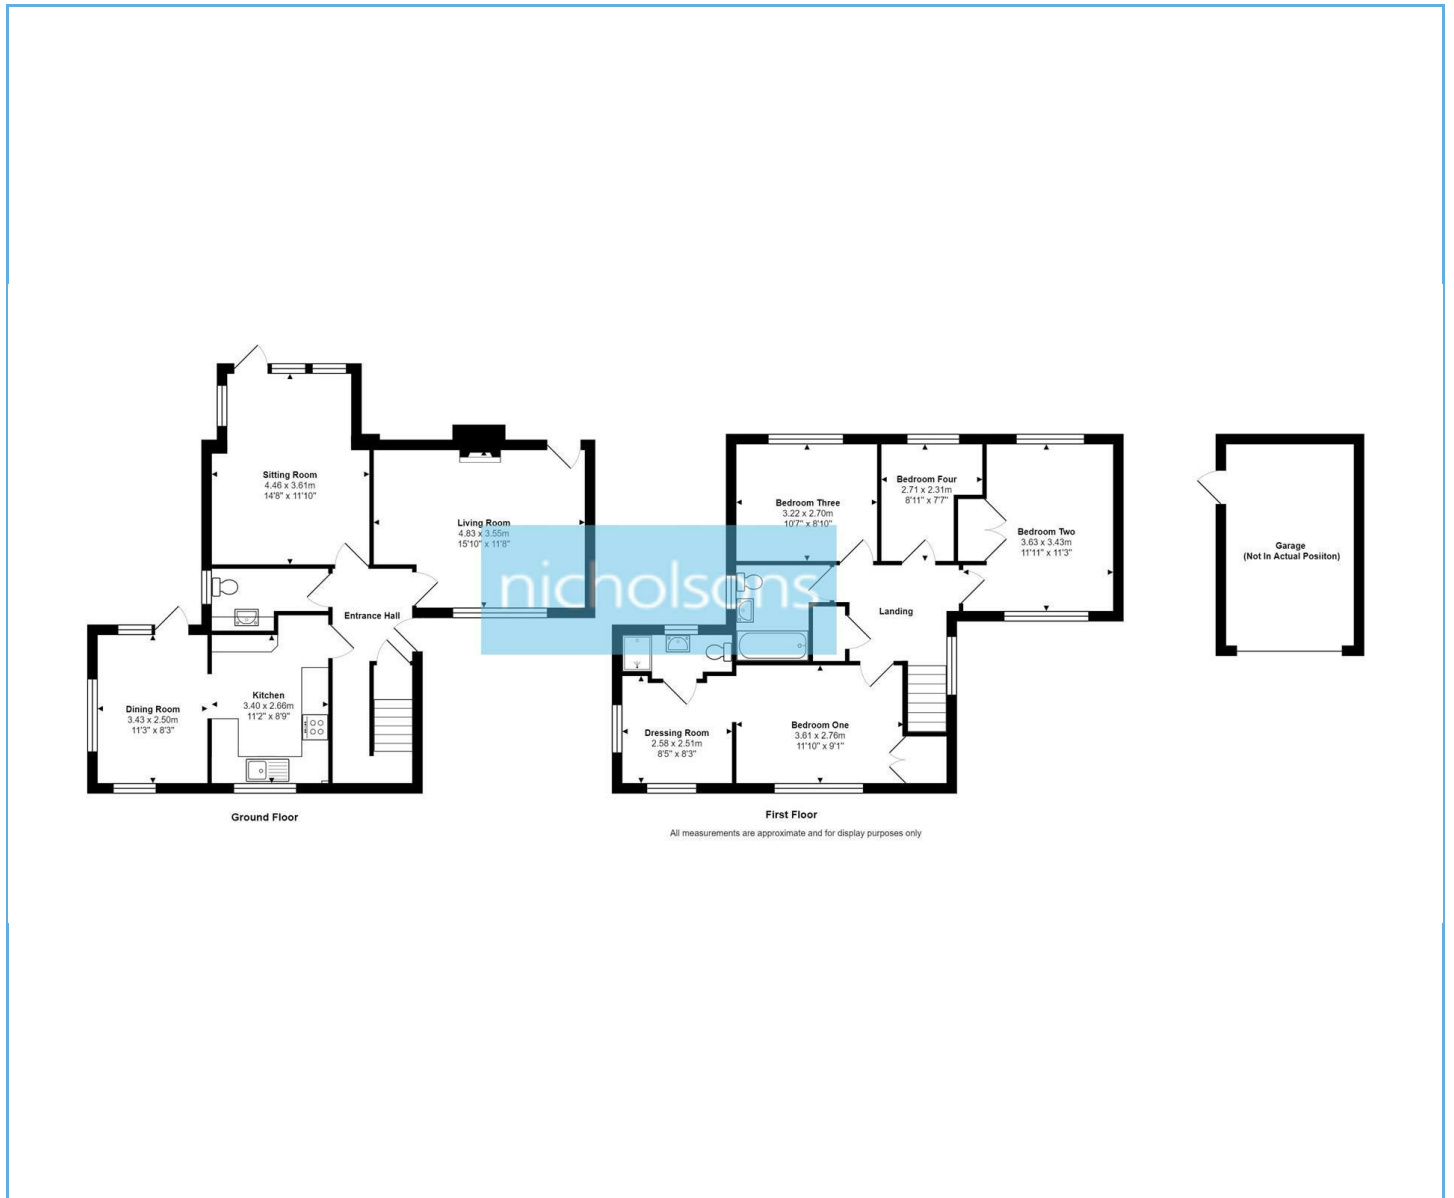 Sitting Room
4.46 x 3.61m
14'8" x 11'10"
Living Room
4.83 x 3.55m
15'10" x 11'8"
Entrance Hall
Kitchen
3.40 x 2.66m
11'2" x 8'9"
Dining Room
3.43 x 2.50m
11'3" x 8'3"
Ground Floor
Bedroom Three
3.22 x 2.70m
10'7" x 8'10"
Bedroom Four
2.71 x 2.31m
8'11" x 7'7"
Bedroom Two
3.63 x 3.43m
11'11" x 11'3"
Landing
Dressing Room
2.58 x 2.51m
8'5" x 8'3"
Bedroom One
3.61 x 2.76m
11'10" x 9'1"
First Floor
All measurements are approximate and for display purposes only
Garage
(Not In Actual Posiiton)
nicholsons